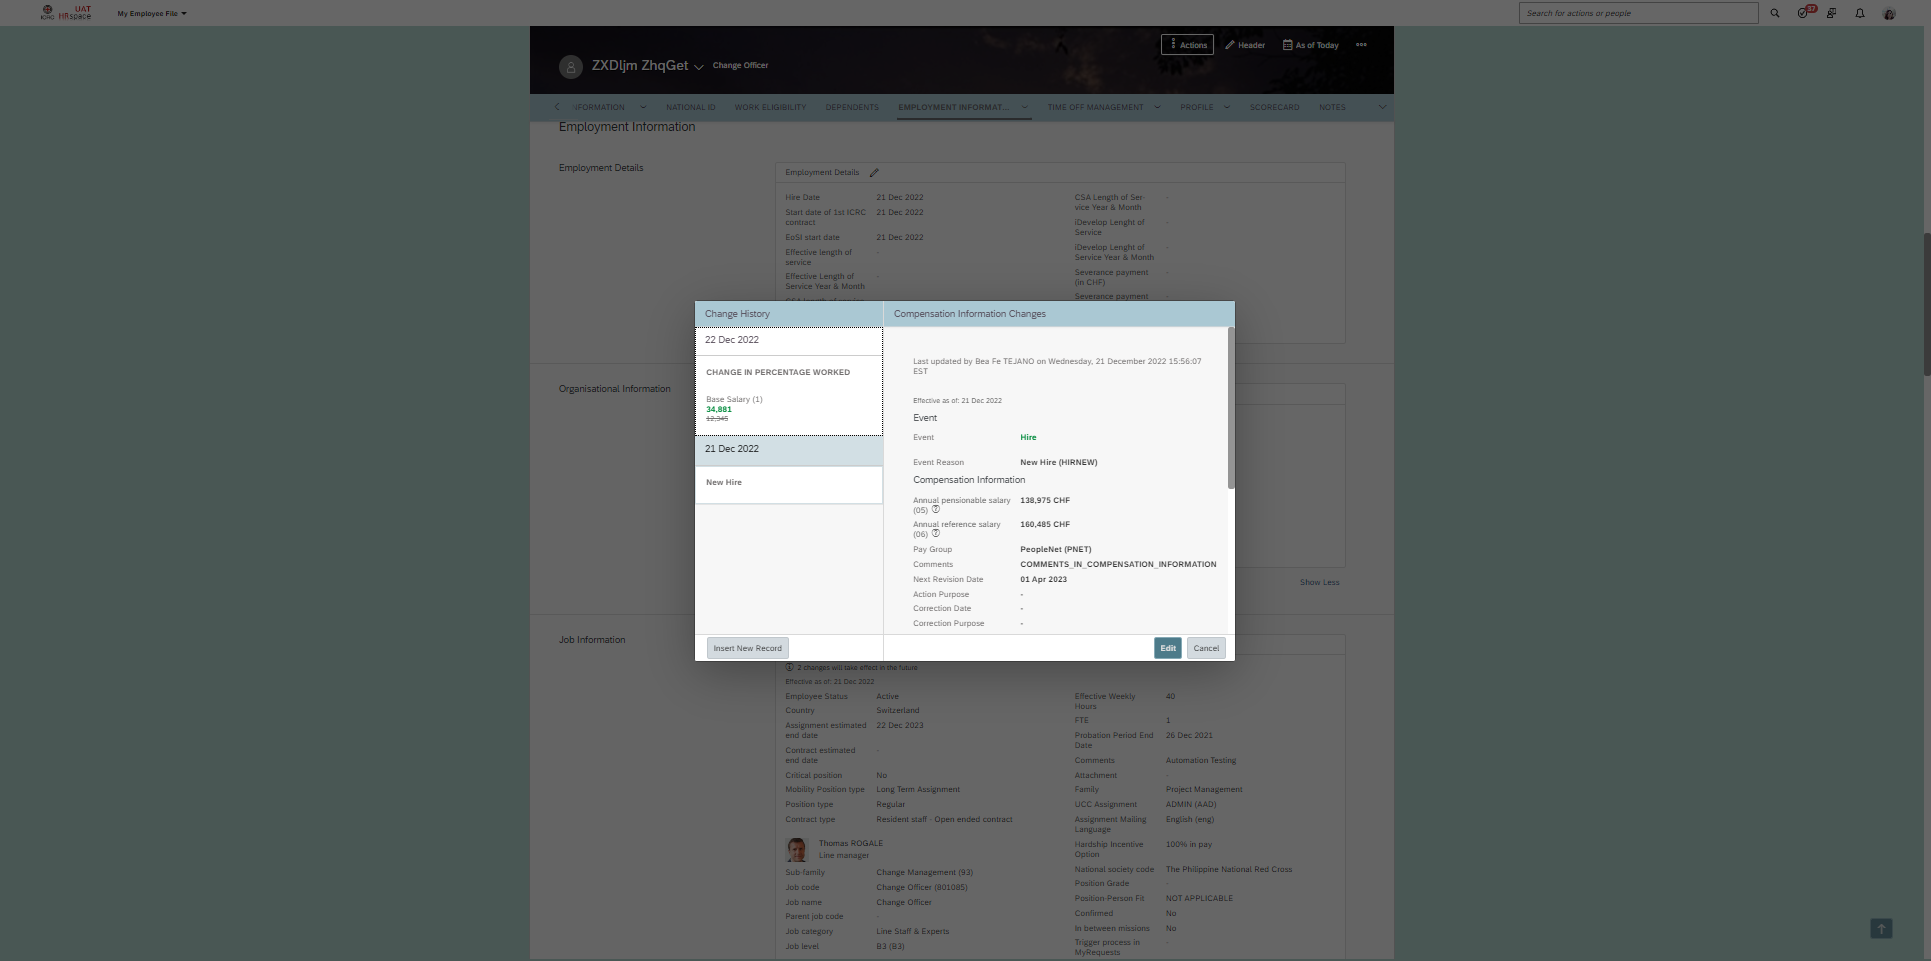 ICRC
UAT
HRspace
My Employee File
Search for actions or people
37
ZXDljm ZhqGet
Change Officer
Actions
Header
As of Today
IFORMATION
NATIONAL ID
WORK ELIGIBILITY
DEPENDENTS
EMPLOYMENT INFORMAT...
TIME OFF MANAGEMENT
PROFILE
SCORECARD
NOTES
Employment Information
Employment Details
Employment Details
Hire Date 21 Dec 2022
Start date of 1st ICRC contract 21 Dec 2022
EoSI start date 21 Dec 2022
Effective length of service -
Effective Length of Service Year & Month -
CSA Length of Ser-
vice Year & Month -
iDevelop Lenght of
Service -
iDevelop Lenght of
Service Year & Month -
Severance payment
(in CHF) -
Severance payment
Organisational Information
Show Less
Change History
22 Dec 2022
CHANGE IN PERCENTAGE WORKED
Base Salary (1)
34,881
12,345
21 Dec 2022
New Hire
Insert New Record
Compensation Information Changes
Last updated by Bea Fe TEJANO on Wednesday, 21 December 2022 15:56:07
EST
Effective as of: 21 Dec 2022
Event
Event Hire
Event Reason New Hire (HIRNEW)
Compensation Information
Annual pensionable salary (05) 138,975 CHF
Annual reference salary (06) 160,485 CHF
Pay Group PeopleNet (PNET)
Comments COMMENTS_IN_COMPENSATION_INFORMATION
Next Revision Date 01 Apr 2023
Action Purpose -
Correction Date -
Correction Purpose -
Edit
Cancel
Job Information
2 changes will take effect in the future
Effective as of: 21 Dec 2022
Employee Status Active
Country Switzerland
Assignment estimated end date 22 Dec 2023
Contract estimated end date -
Critical position No
Mobility Position type Long Term Assignment
Position type Regular
Contract type Resident staff - Open ended contract
Thomas ROGALE
Line manager
Sub-family Change Management (93)
Job code Change Officer (801085)
Job name Change Officer
Parent job code -
Job category Line Staff & Experts
Job level B3 (B3)
Effective Weekly Hours 40
FTE 1
Probation Period End Date 26 Dec 2021
Comments Automation Testing
Attachment -
Family Project Management
UCC Assignment ADMIN (AAD)
Assignment Mailing Language English (eng)
Hardship Incentive Option 100% in pay
National society code The Philippine National Red Cross
Position Grade -
Position-Person Fit NOT APPLICABLE
Confirmed No
In between missions No
Trigger process in MyRequests -